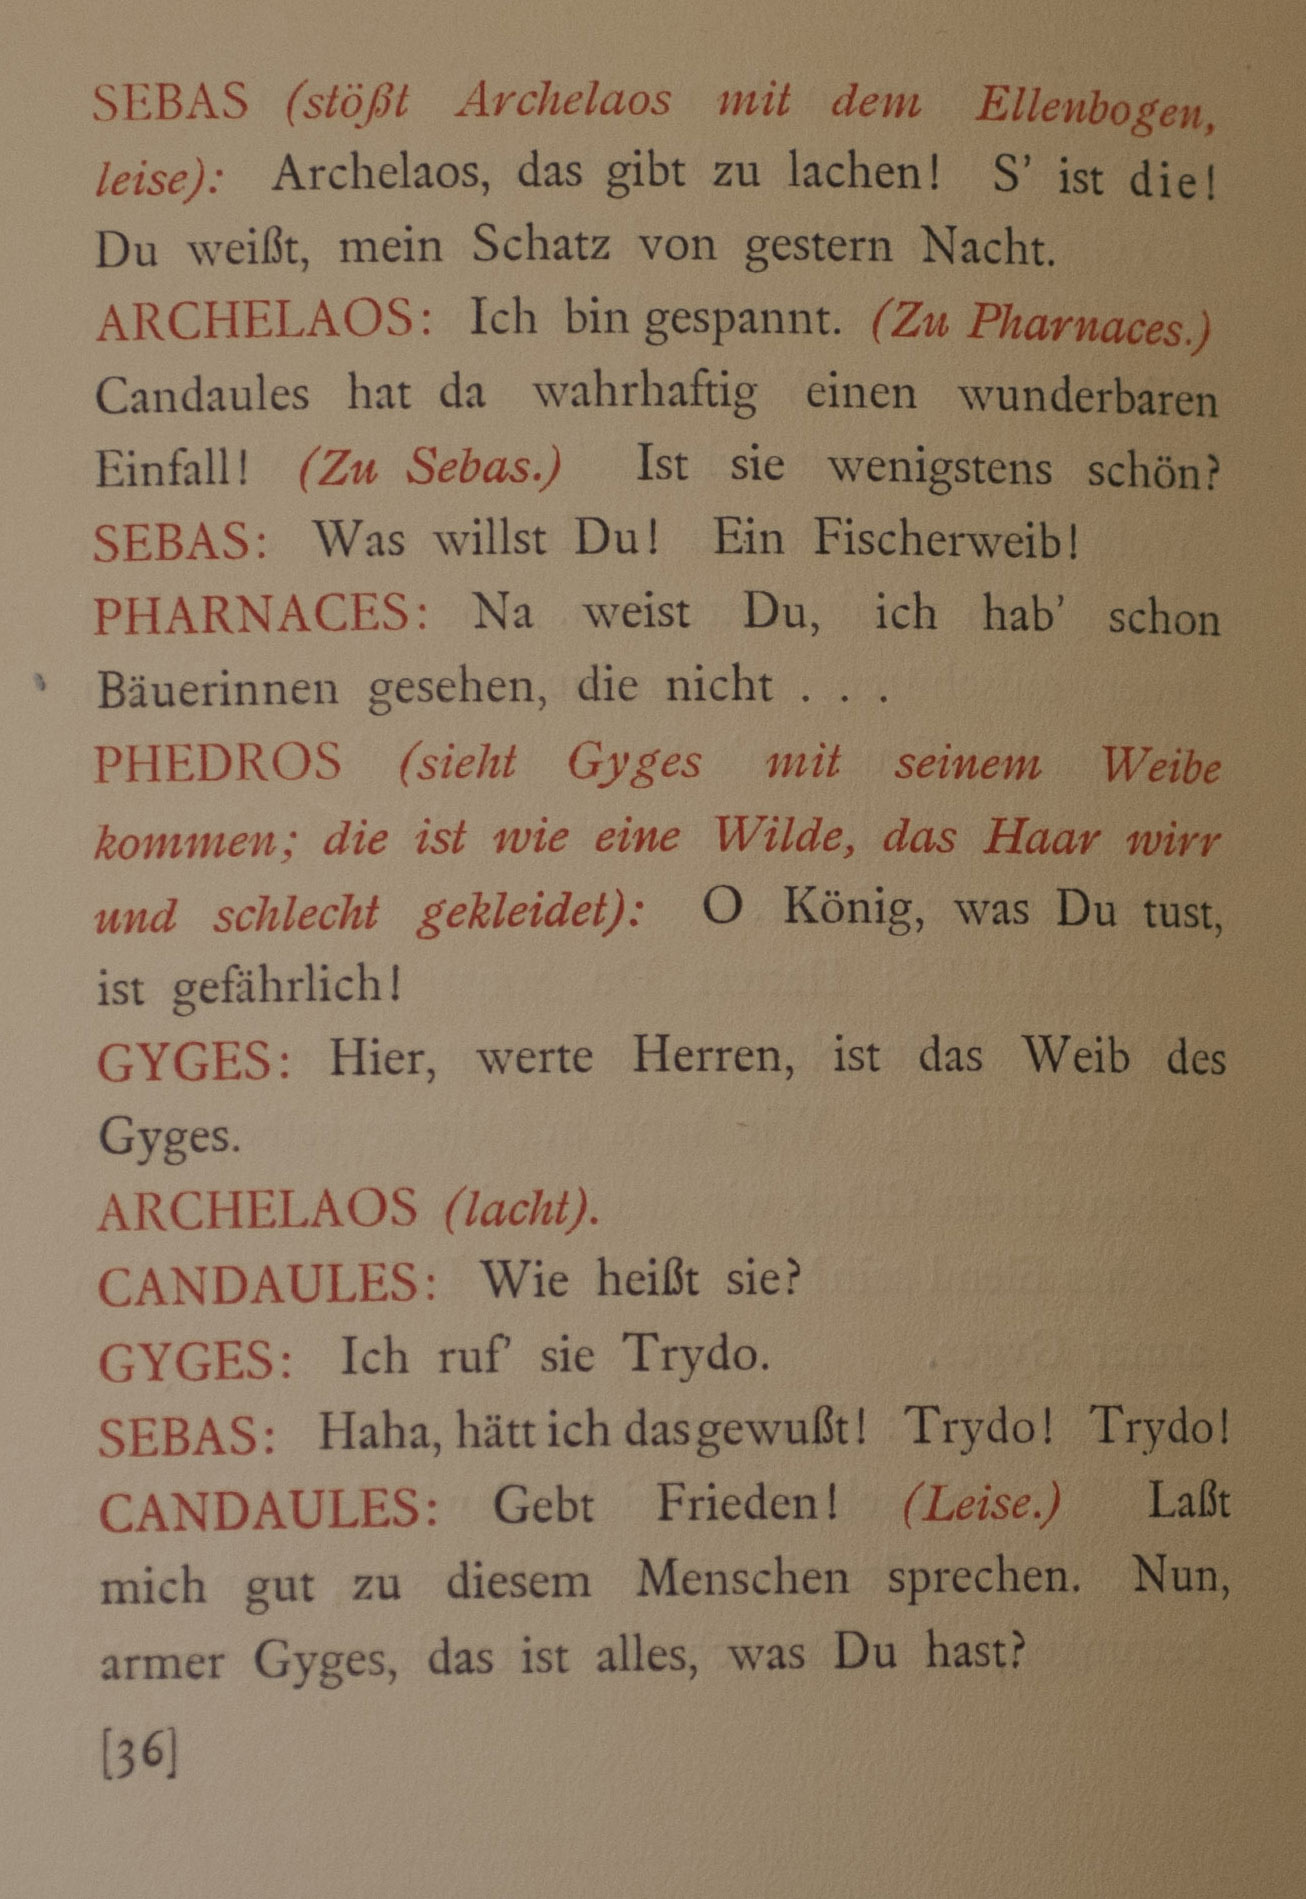 SEBAS (stößt Archelaos mit dem Ellenbogen,
leise): Archelaos, das gibt zu lachen! S’ ist die!
Du weißt, mein Schatz von gestern Nacht.
ARCHELAOS: Ich bin gespannt. (Zu Pharnaces.)
Candaules hat da wahrhaftig einen wunderbaren
Einfall! (Zu Sebas.) Ist sie wenigstens schön?
SEBAS: Was willst Du! Ein Fischerweib!
PHARNACES: Na weist Du, ich hab’ schon
Bäuerinnen gesehen, die nicht . . .
PHEDROS (sieht Gyges mit seinem Weibe
kommen; die ist wie eine Wilde, das Haar wirr
und schlecht gekleidet): O König, was Du tust,
ist gefährlich!
GYGES: Hier, werte Herren, ist das Weib des
Gyges.
ARCHELAOS (lacht).
CANDAULES: Wie heißt sie?
GYGES: Ich ruf’ sie Trydo.
SEBAS: Haha, hätt ich das gewußt! Trydo! Trydo!
CANDAULES: Gebt Frieden! (Leise.) Laßt
mich gut zu diesem Menschen sprechen. Nun,
armer Gyges, das ist alles, was Du hast?
[36]